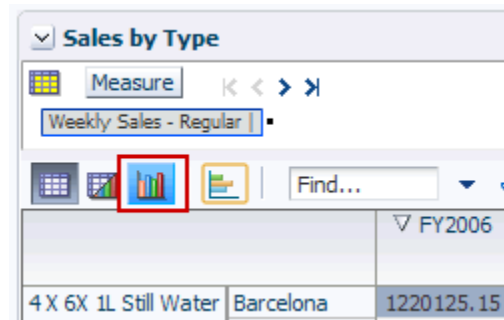 Sales by Type
Measure
Weekly Sales - Regular |
Find...
FY2006
4 X 6X 1L Still Water Barcelona 1220125.15